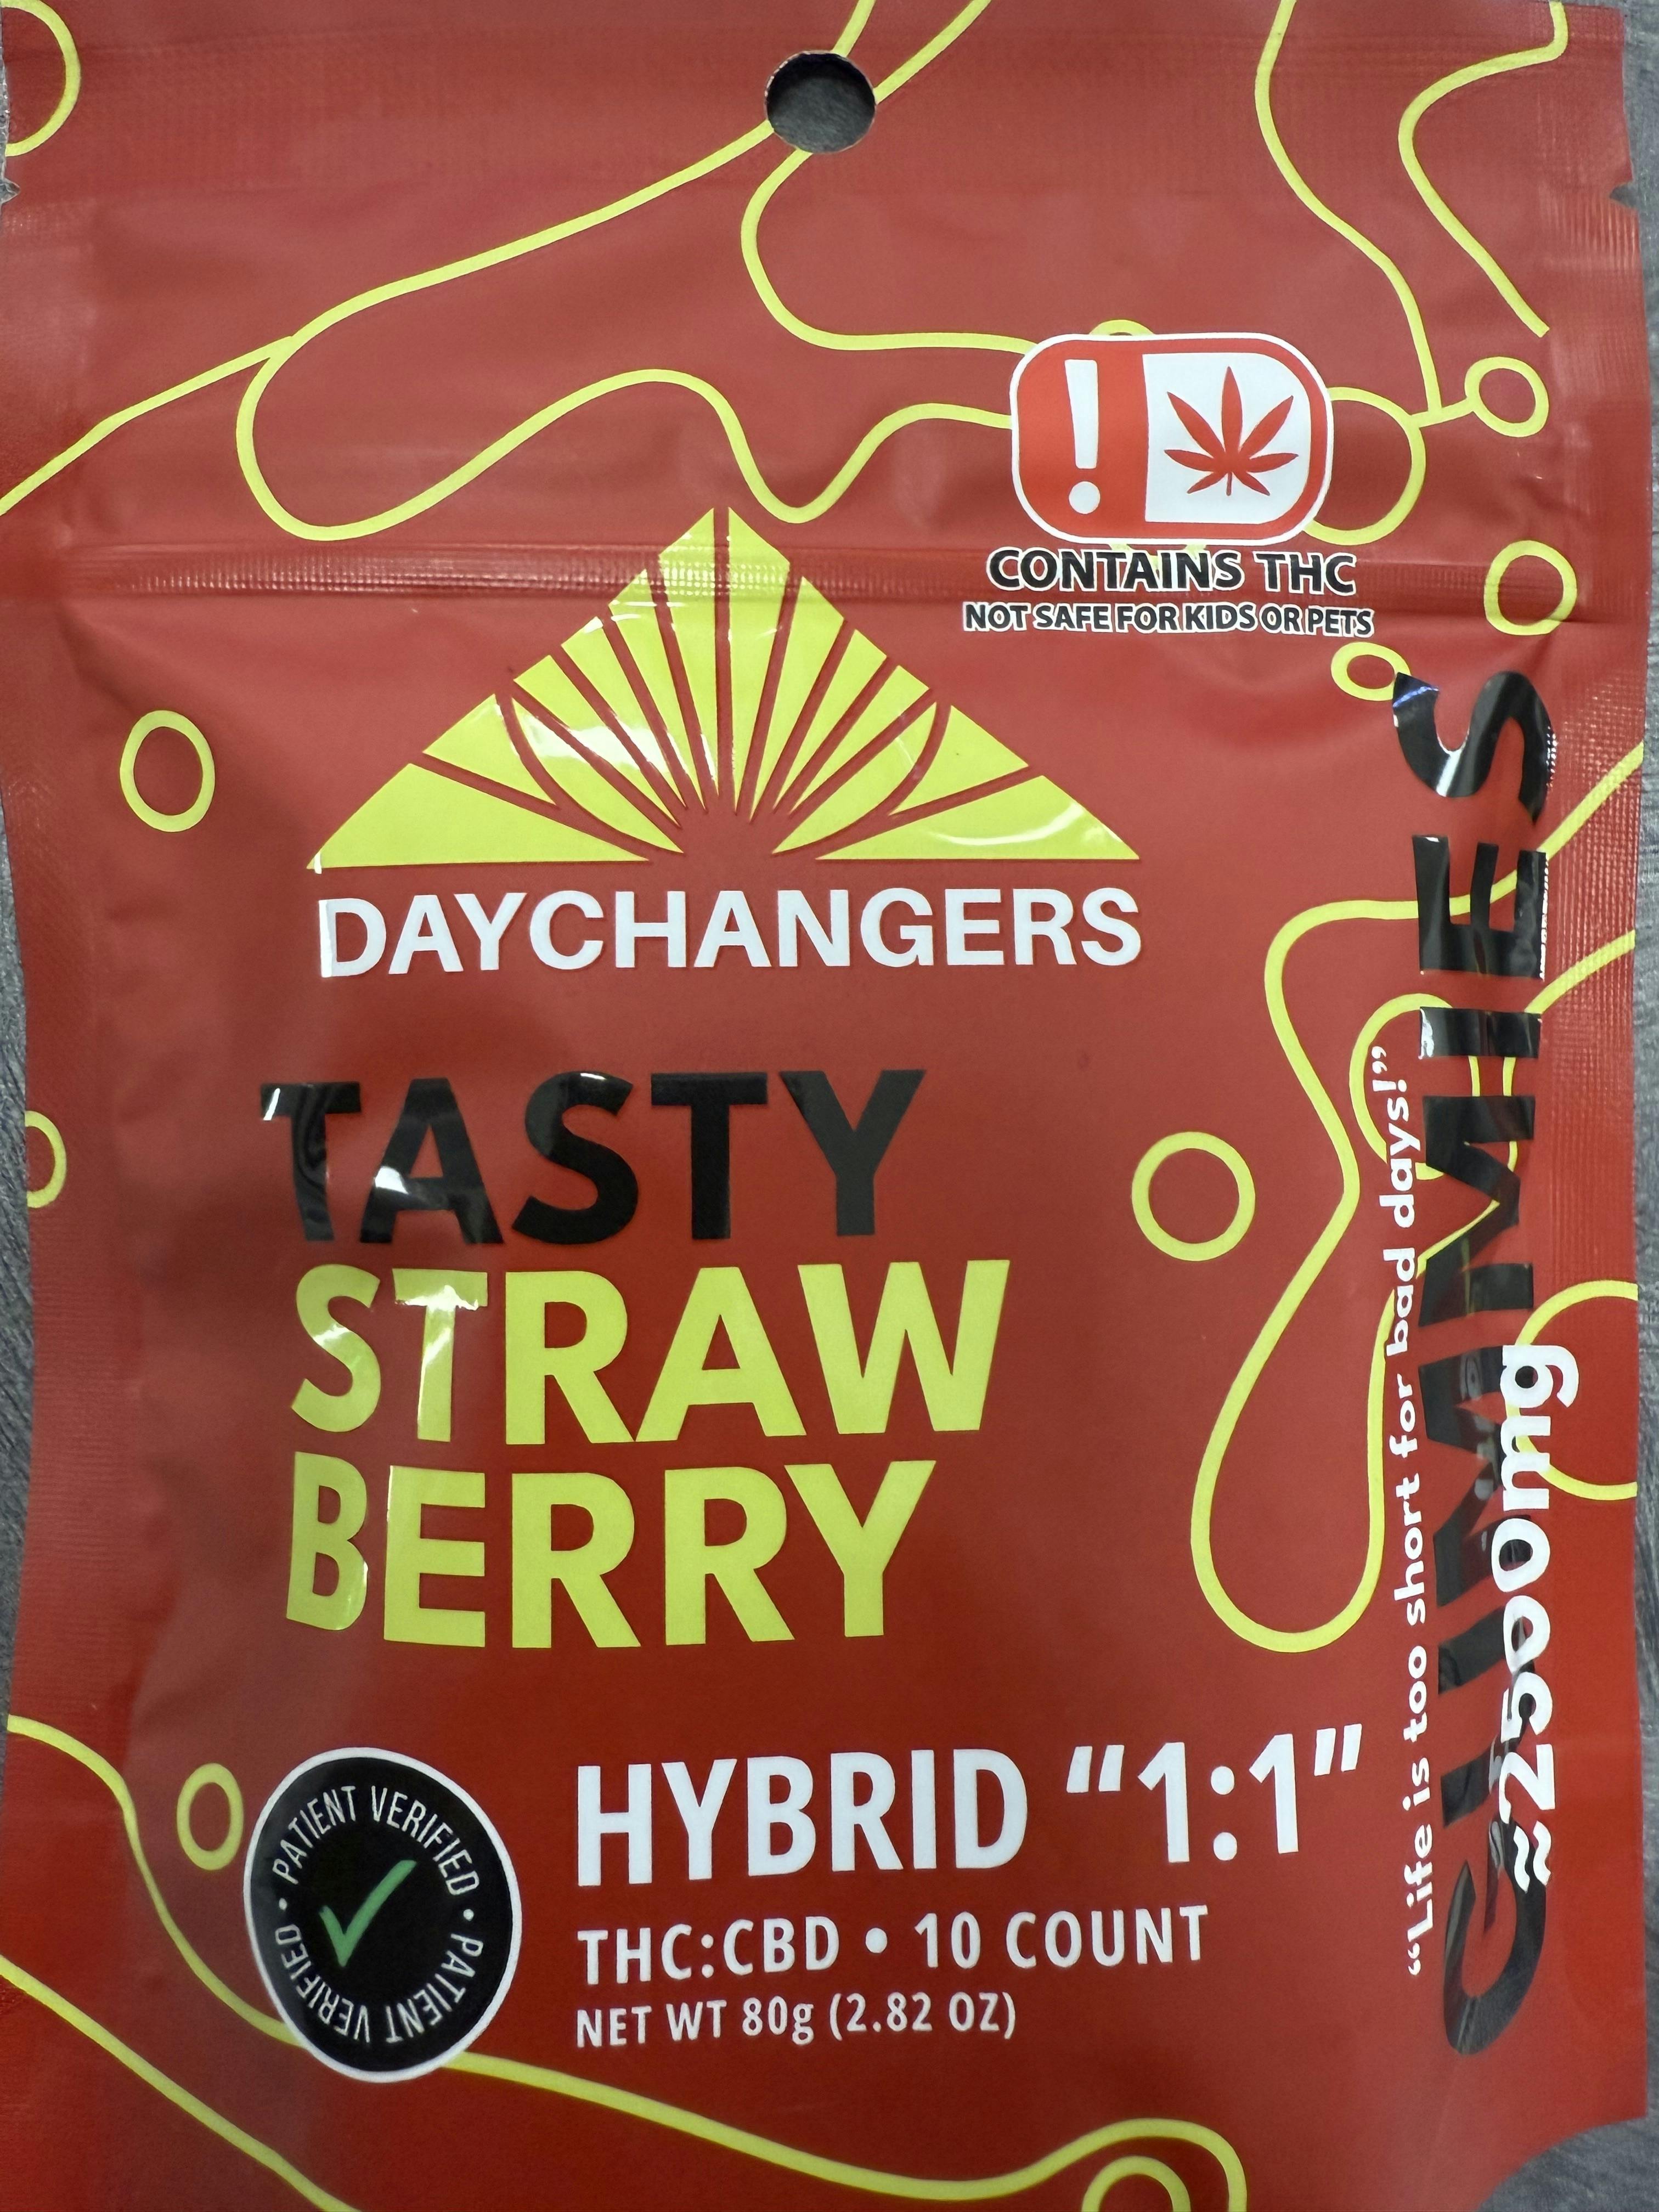 !
CONTAINS THC
NOT SAFE FOR KIDS OR PETS
DAYCHANGERS
TASTY
STRAW
BERRY
HYBRID “1:1”
THC:CBD • 10 COUNT
NET WT 80g (2.82 OZ)
• PATIENT VERIFIED • PATIENT VERIFIED
“Life is too short for bad days!”
GUMMIES
≈2500mg